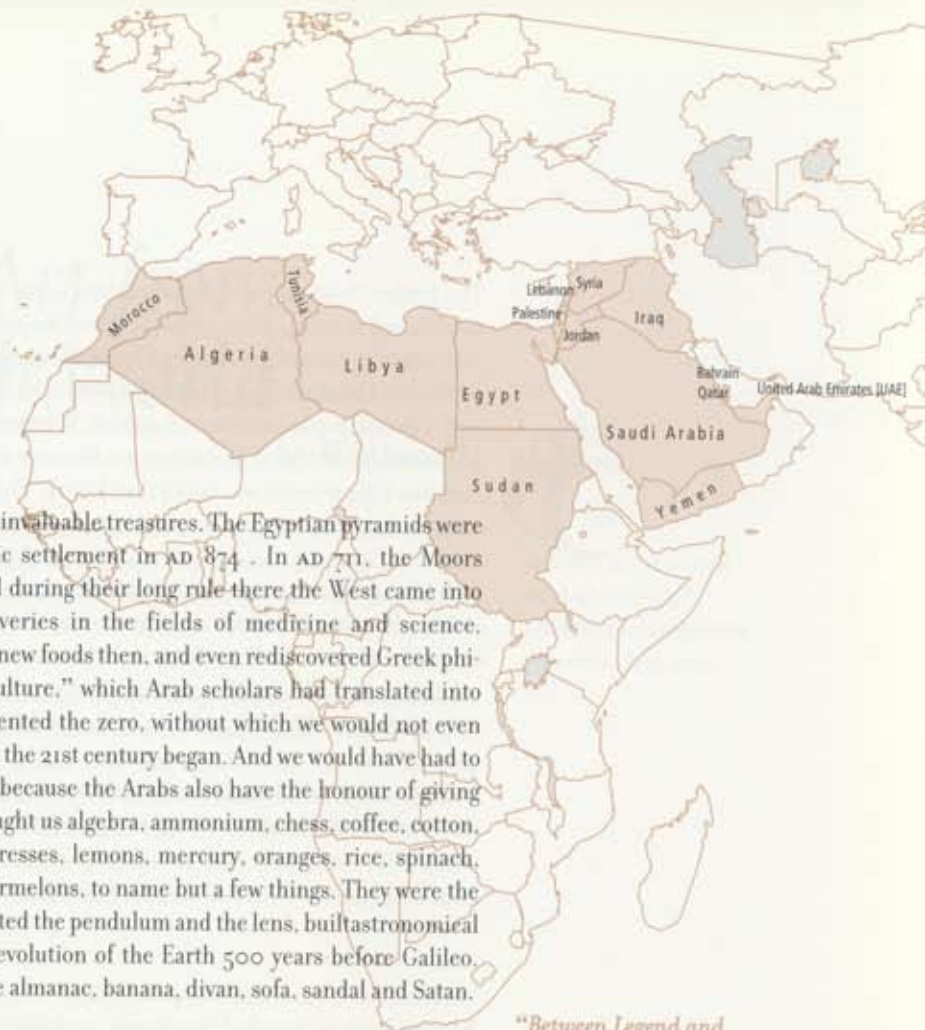 Lebanon Syria
Palestine
Iraq
Jordan
Tunisia
Morocco
Algeria
Libya
Egypt
Bahrain
Qatar United Arab Emirates [UAE]
Saudi Arabia
Sudan
Yemen
invaluable treasures. The Egyptian pyramids were
settlement in AD 874 . In AD 711, the Moors
during their long rule there the West came into
veries in the fields of medicine and science.
new foods then, and even rediscovered Greek phi-
ulture," which Arab scholars had translated into
ented the zero, without which we would not even
the 21st century began. And we would have had to
because the Arabs also have the honour of giving
ght us algebra, ammonium, chess, coffee, cotton,
resses, lemons, mercury, oranges, rice, spinach,
rmelons, to name but a few things. They were the
ted the pendulum and the lens, builtastronomical
evolution of the Earth 500 years before Galileo.
almanac, banana, divan, sofa, sandal and Satan.
"Between Legend and